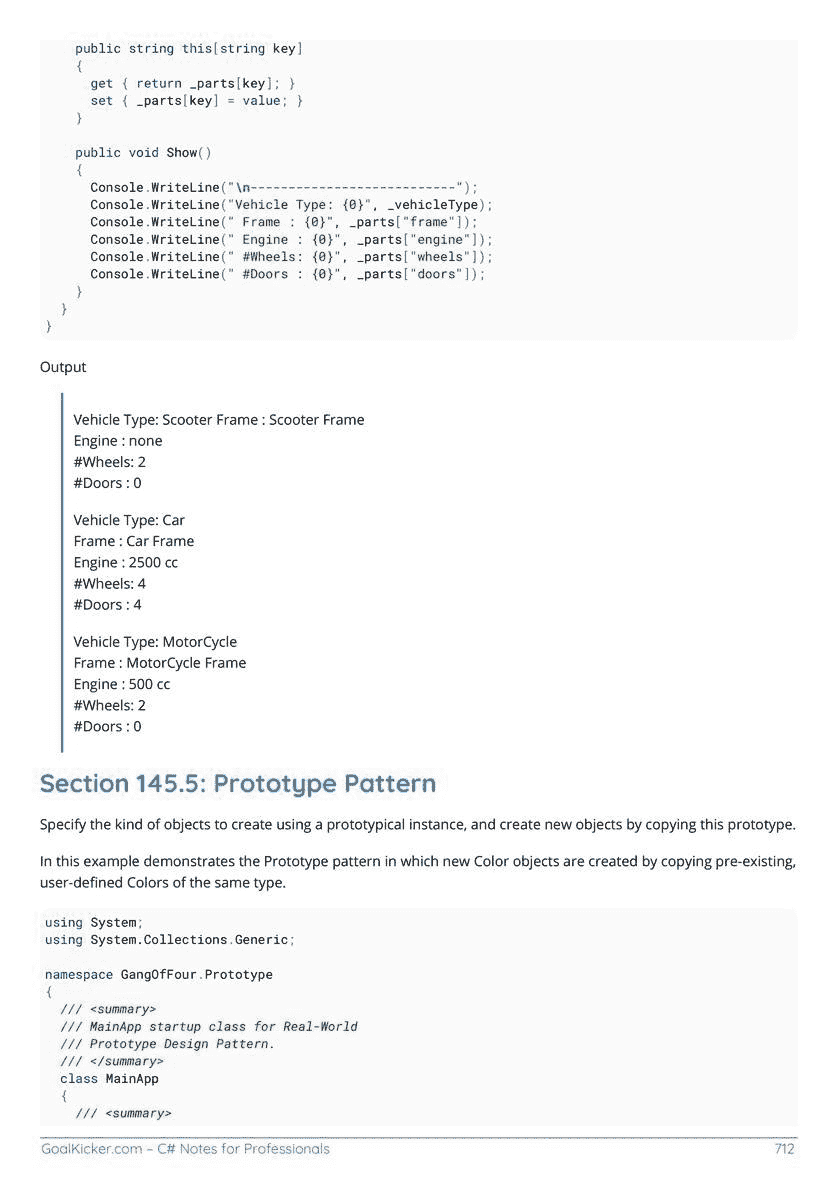 public string this[string key]
{
get { return _parts[key]; }
set { _parts[key] = value; }
}
public void Show()
{
Console.WriteLine("\n---------------------------");
Console.WriteLine("Vehicle Type: {0}", _vehicleType);
Console.WriteLine(" Frame : {0}", _parts["frame"]);
Console.WriteLine(" Engine : {0}", _parts["engine"]);
Console.WriteLine(" #Wheels: {0}", _parts["wheels"]);
Console.WriteLine(" #Doors : {0}", _parts["doors"]);
}
}
}
Output
Vehicle Type: Scooter Frame : Scooter Frame
Engine : none
#Wheels: 2
#Doors : 0
Vehicle Type: Car
Frame : Car Frame
Engine : 2500 cc
#Wheels: 4
#Doors : 4
Vehicle Type: MotorCycle
Frame : MotorCycle Frame
Engine : 500 cc
#Wheels: 2
#Doors : 0
Section 145.5: Prototype Pattern
Specify the kind of objects to create using a prototypical instance, and create new objects by copying this prototype.
In this example demonstrates the Prototype pattern in which new Color objects are created by copying pre-existing,
user-defined Colors of the same type.
using System;
using System.Collections.Generic;
namespace GangOfFour.Prototype
{
/// <summary>
/// MainApp startup class for Real-World
/// Prototype Design Pattern.
/// </summary>
class MainApp
{
/// <summary>
GoalKicker.com – C# Notes for Professionals 712